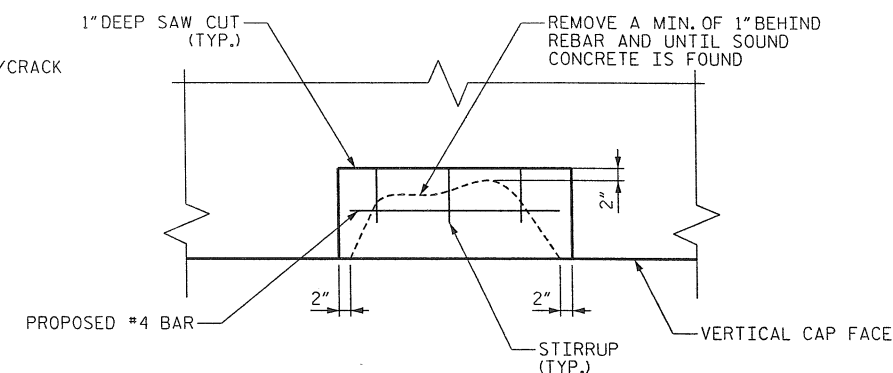 1" DEEP SAW CUT
(TYP.)
REMOVE A MIN. OF 1" BEHIND
REBAR AND UNTIL SOUND
CONCRETE IS FOUND
/CRACK
2"
2"
2"
PROPOSED #4 BAR
STIRRUP
(TYP.)
VERTICAL CAP FACE